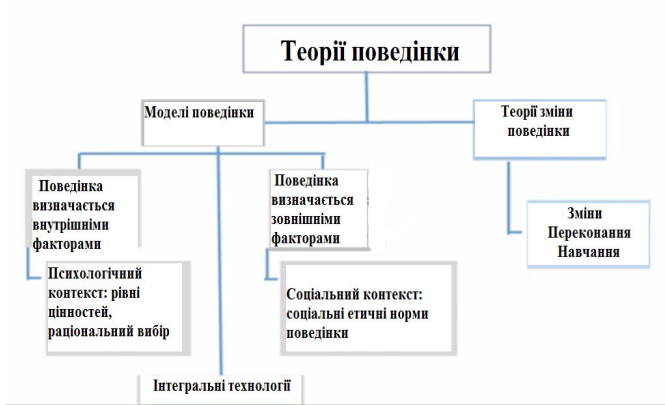 Теорії поведінки
Моделі поведінки
Теорії зміни
поведінки
Поведінка
визначається
внутрішніми
факторами
Поведінка
визначається
зовнішніми
факторами
Зміни
Переконання
Навчання
Психологічний
контекст: рівні
цінностей,
раціональний вибір
Соціальний контекст:
соціальні етичні норми
поведінки
Інтегральні технології